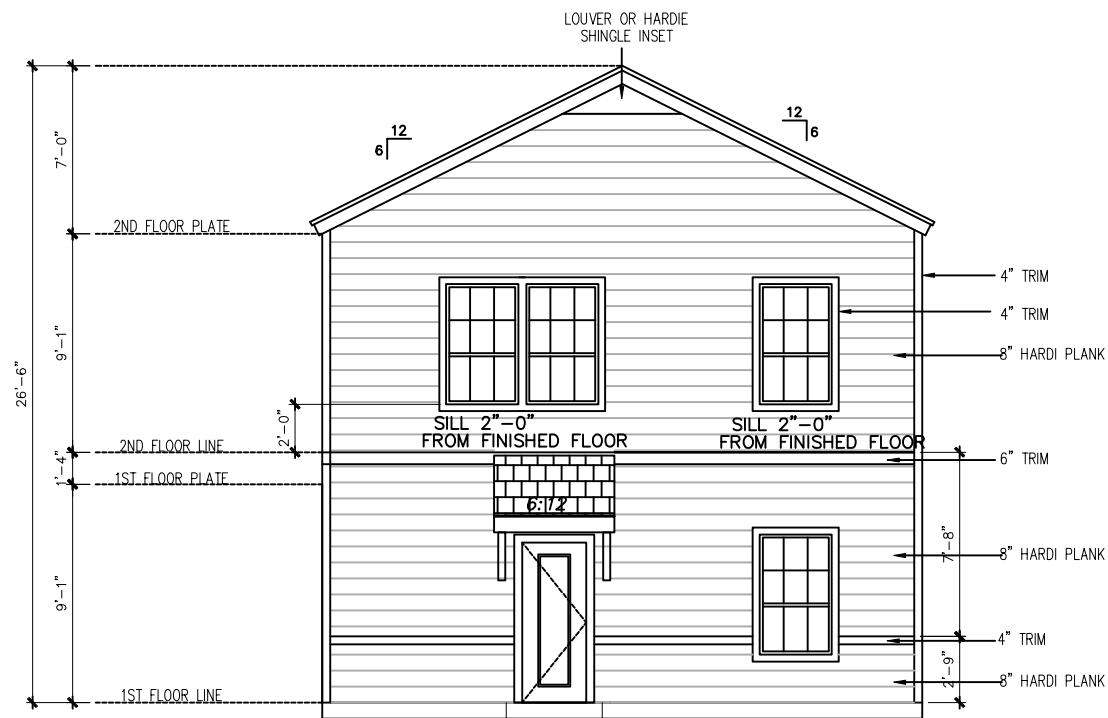 LOUVER OR HARDIE
SHINGLE INSET
12
6
12
6
7'-0"
2ND FLOOR PLATE
4" TRIM
4" TRIM
9'-1"
8" HARDI PLANK
26'-6"
2'-0"
SILL 2"-0"
FROM FINISHED FLOOR
SILL 2"-0"
FROM FINISHED FLOOR
2ND FLOOR LINE
6" TRIM
1'-4"
1ST FLOOR PLATE
6:12
7'-8"
8" HARDI PLANK
9'-1"
4" TRIM
2'-9"
8" HARDI PLANK
1ST FLOOR LINE